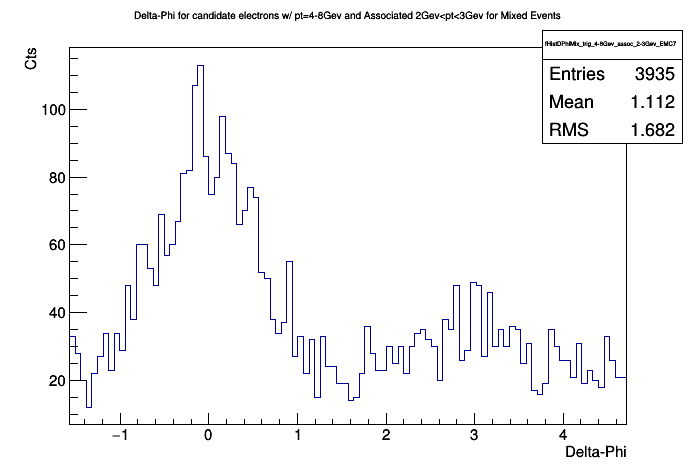 Delta-Phi for candidate electrons w/ pt=4-8Gev and Associated 2Gev<pt<3Gev for Mixed Events
Cts
fHistDPhiMix_trig_4-8Gev_assoc_2-3Gev_EMC7
Entries 3935
Mean 1.112
RMS 1.682
100
80
60
40
20
−1 0 1 2 3 4
Delta-Phi